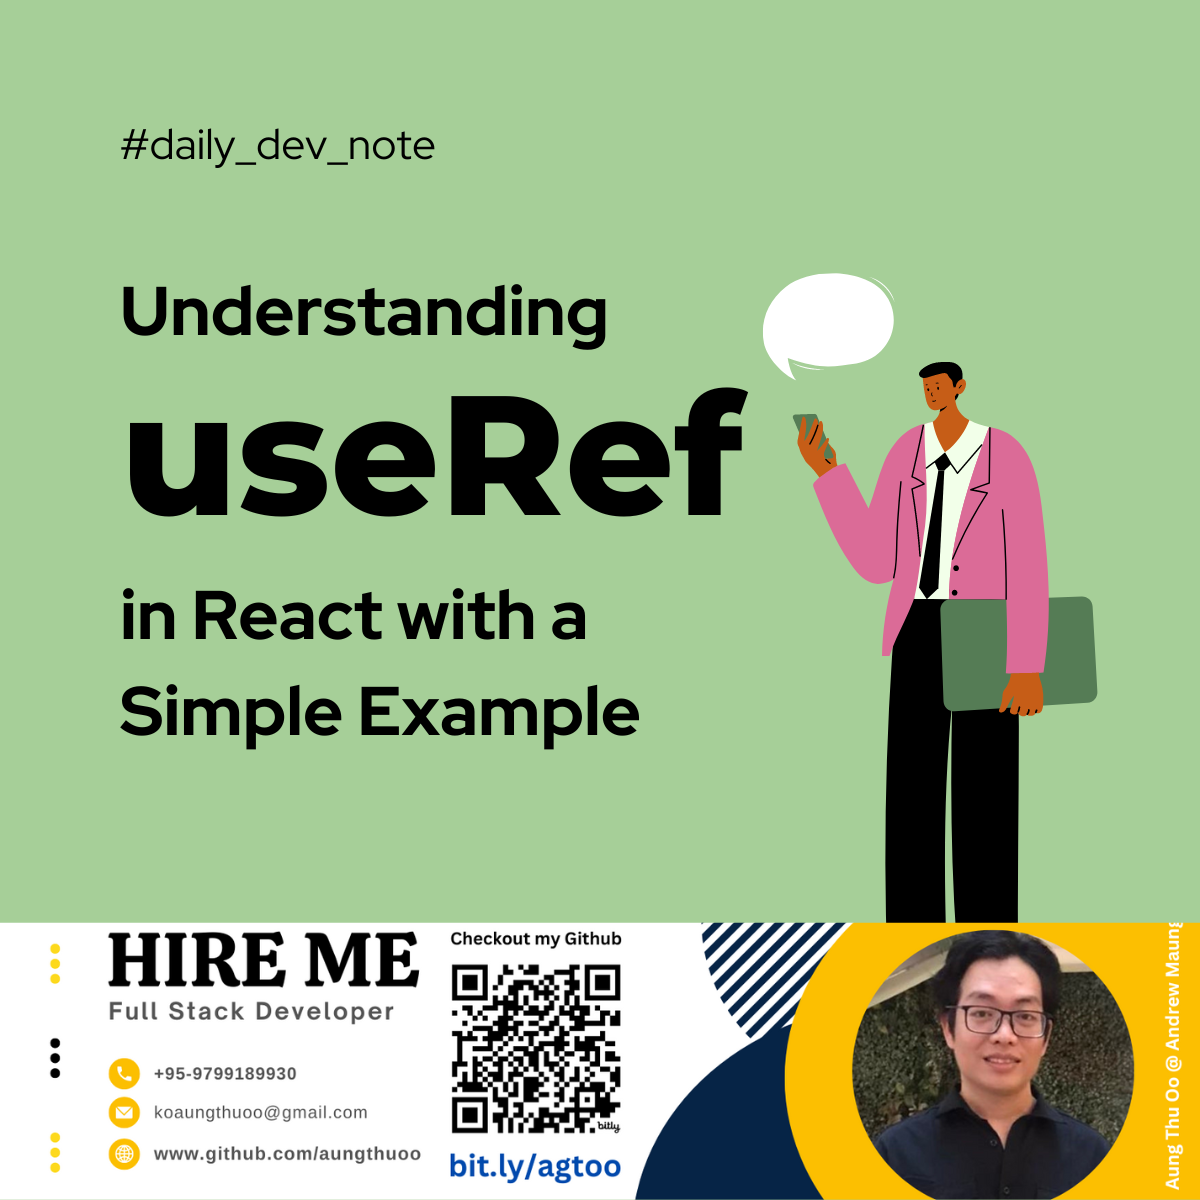 #daily_dev_note
Understanding
useRef
in React with a
Simple Example
HIRE ME
Full Stack Developer
+95-9799189930
koaungthuoo@gmail.com
www.github.com/aungthuoo
Checkout my Github
bitly
bit.ly/agtoo
Aung Thu Oo @ Andrew Maung